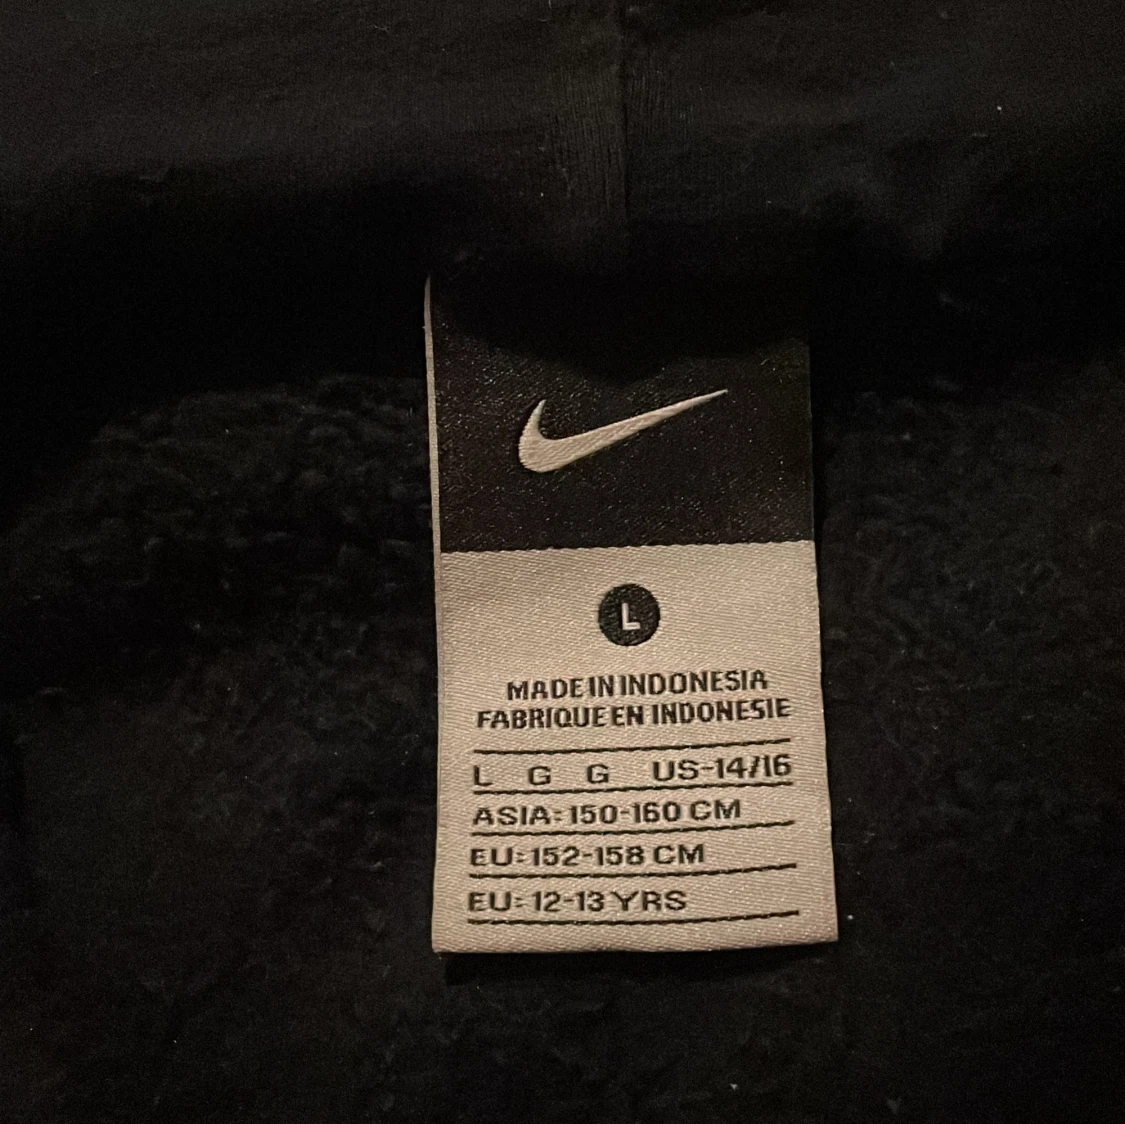 L
MADE IN INDONESIA
FABRIQUE EN INDONESIE
L G G US-14/16
ASIA: 150-160 CM
EU: 152-158 CM
EU: 12-13 YRS